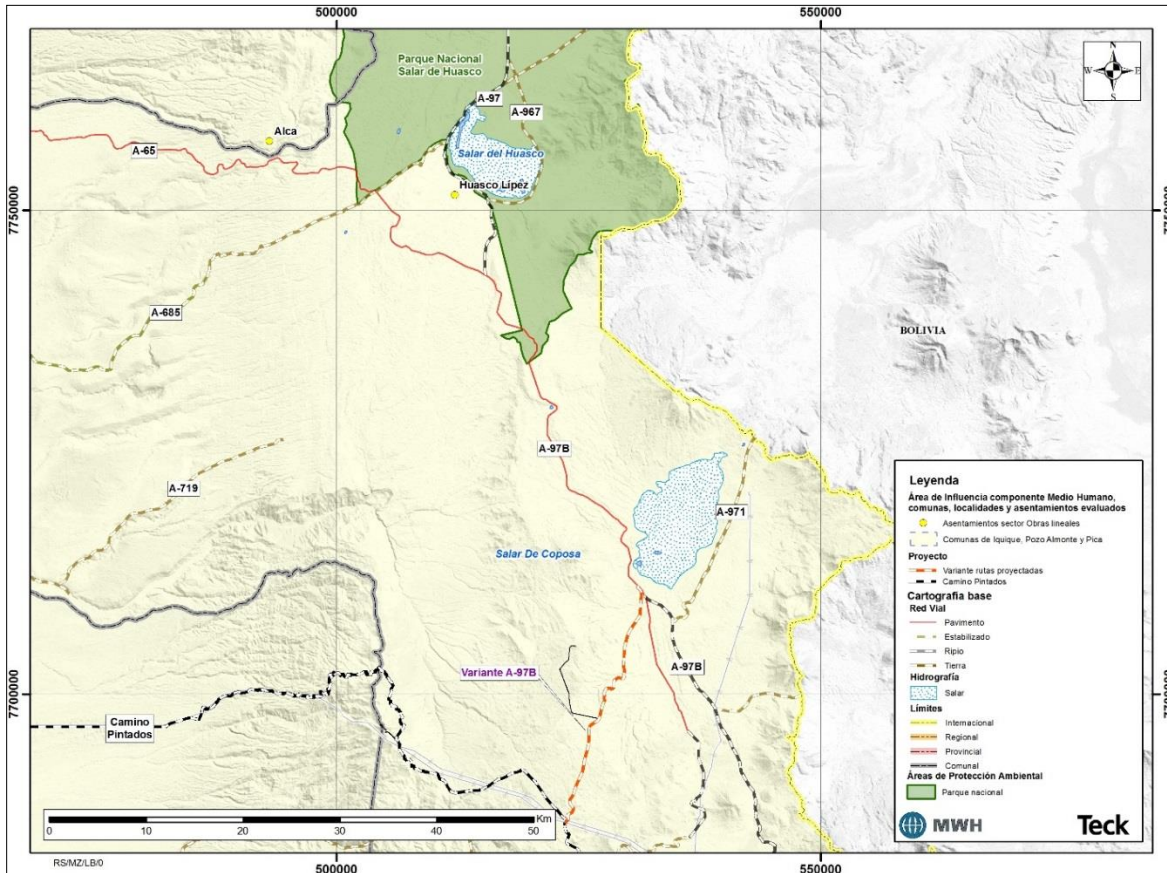 500000
550000
Parque Nacional
Salar de Huasco
N
W
E
S
A-97
A-967
Alca
A-65
Salar del Huasco
Huasco Lípez
7750000
7750000
A-685
BOLIVIA
A-97B
A-719
A-971
Salar De Coposa
A-97B
Variante A-97B
7700000
7700000
Camino
Pintados
Leyenda
Área de Influencia componente Medio Humano,
comunas, localidades y asentamientos evaluados
Asentamientos sector Obras lineales
Comunas de Iquique, Pozo Almonte y Pica
Proyecto
Variante rutas proyectadas
Camino Pintados
Cartografia base
Red Vial
Pavimento
Estabilizado
Ripio
Tierra
Hidrografía
Salar
Límites
Internacional
Regional
Provincial
Comunal
Áreas de Protección Ambiental
Parque nacional
MWH
Teck
Km
0 10 20 30 40 50
RS/MZ/LB/0
500000
550000